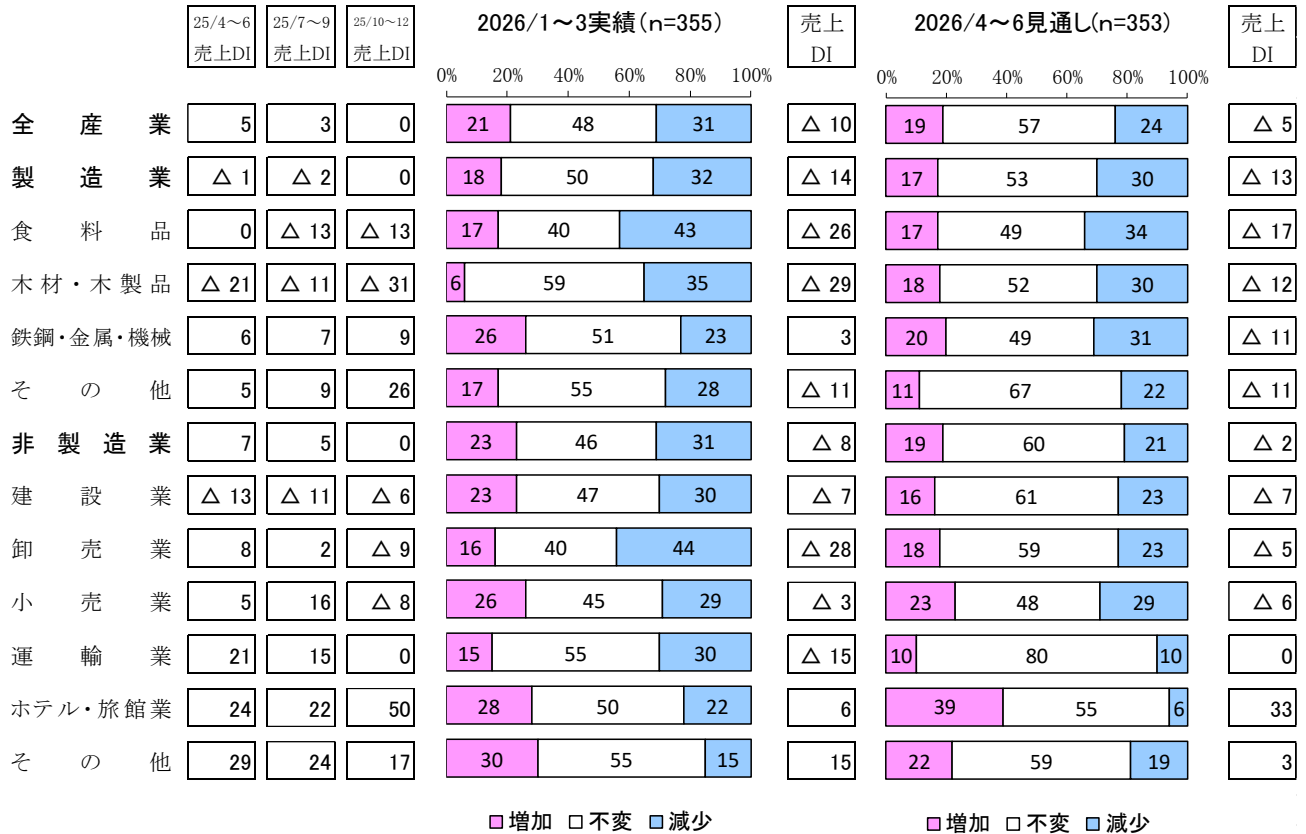 25/4～6 25/7～9 25/10～12 2026/1～3実績(n=355) 売上 2026/4～6見通し(n=353) 売上
売上DI 売上DI 売上DI DI DI
0% 20% 40% 60% 80% 100% 0% 20% 40% 60% 80% 100%
全産業 5 3 0 21 48 31 △ 10 19 57 24 △ 5
製造業 △ 1 △ 2 0 18 50 32 △ 14 17 53 30 △ 13
食料品 0 △ 13 △ 13 17 40 43 △ 26 17 49 34 △ 17
木材・木製品 △ 21 △ 11 △ 31 6 59 35 △ 29 18 52 30 △ 12
鉄鋼・金属・機械 6 7 9 26 51 23 3 20 49 31 △ 11
その他 5 9 26 17 55 28 △ 11 11 67 22 △ 11
非製造業 7 5 0 23 46 31 △ 8 19 60 21 △ 2
建設業 △ 13 △ 11 △ 6 23 47 30 △ 7 16 61 23 △ 7
卸売業 8 2 △ 9 16 40 44 △ 28 18 59 23 △ 5
小売業 5 16 △ 8 26 45 29 △ 3 23 48 29 △ 6
運輸業 21 15 0 15 55 30 △ 15 10 80 10 0
ホテル・旅館業 24 22 50 28 50 22 6 39 55 6 33
その他 29 24 17 30 55 15 15 22 59 19 3
増加 不変 減少 増加 不変 減少